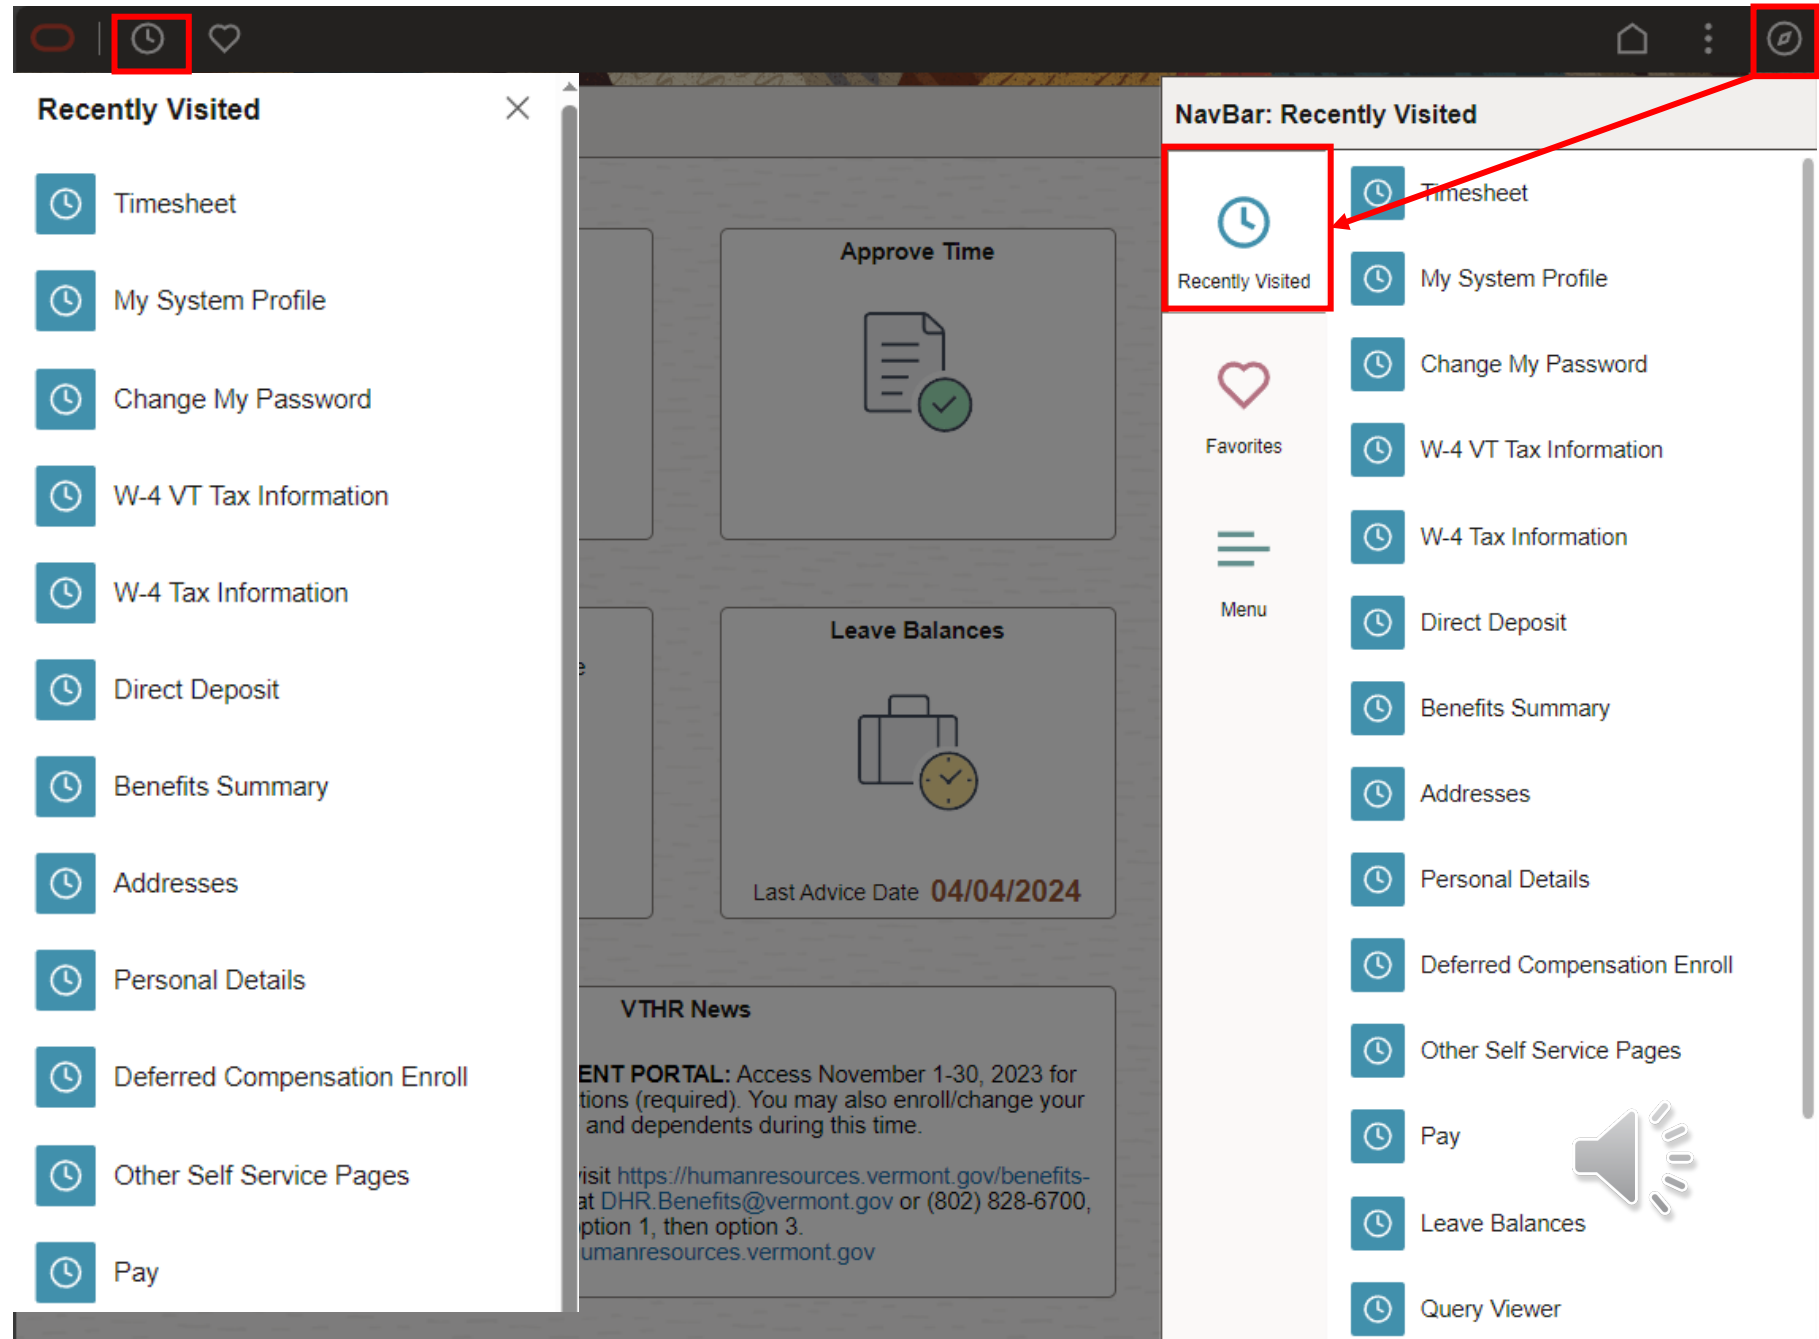 Recently Visited
Timesheet
My System Profile
Change My Password
W-4 VT Tax Information
W-4 Tax Information
Direct Deposit
Benefits Summary
Addresses
Personal Details
Deferred Compensation Enroll
Other Self Service Pages
Pay
Approve Time
Leave Balances
Last Advice Date 04/04/2024
VTHR News
ENT PORTAL: Access November 1-30, 2023 for
tions (required). You may also enroll/change your
and dependents during this time.
visit https://humanresources.vermont.gov/benefits-
at DHR.Benefits@vermont.gov or (802) 828-6700,
option 1, then option 3.
umanresources.vermont.gov
NavBar: Recently Visited
Recently Visited
Favorites
Menu
Timesheet
My System Profile
Change My Password
W-4 VT Tax Information
W-4 Tax Information
Direct Deposit
Benefits Summary
Addresses
Personal Details
Deferred Compensation Enroll
Other Self Service Pages
Pay
Leave Balances
Query Viewer